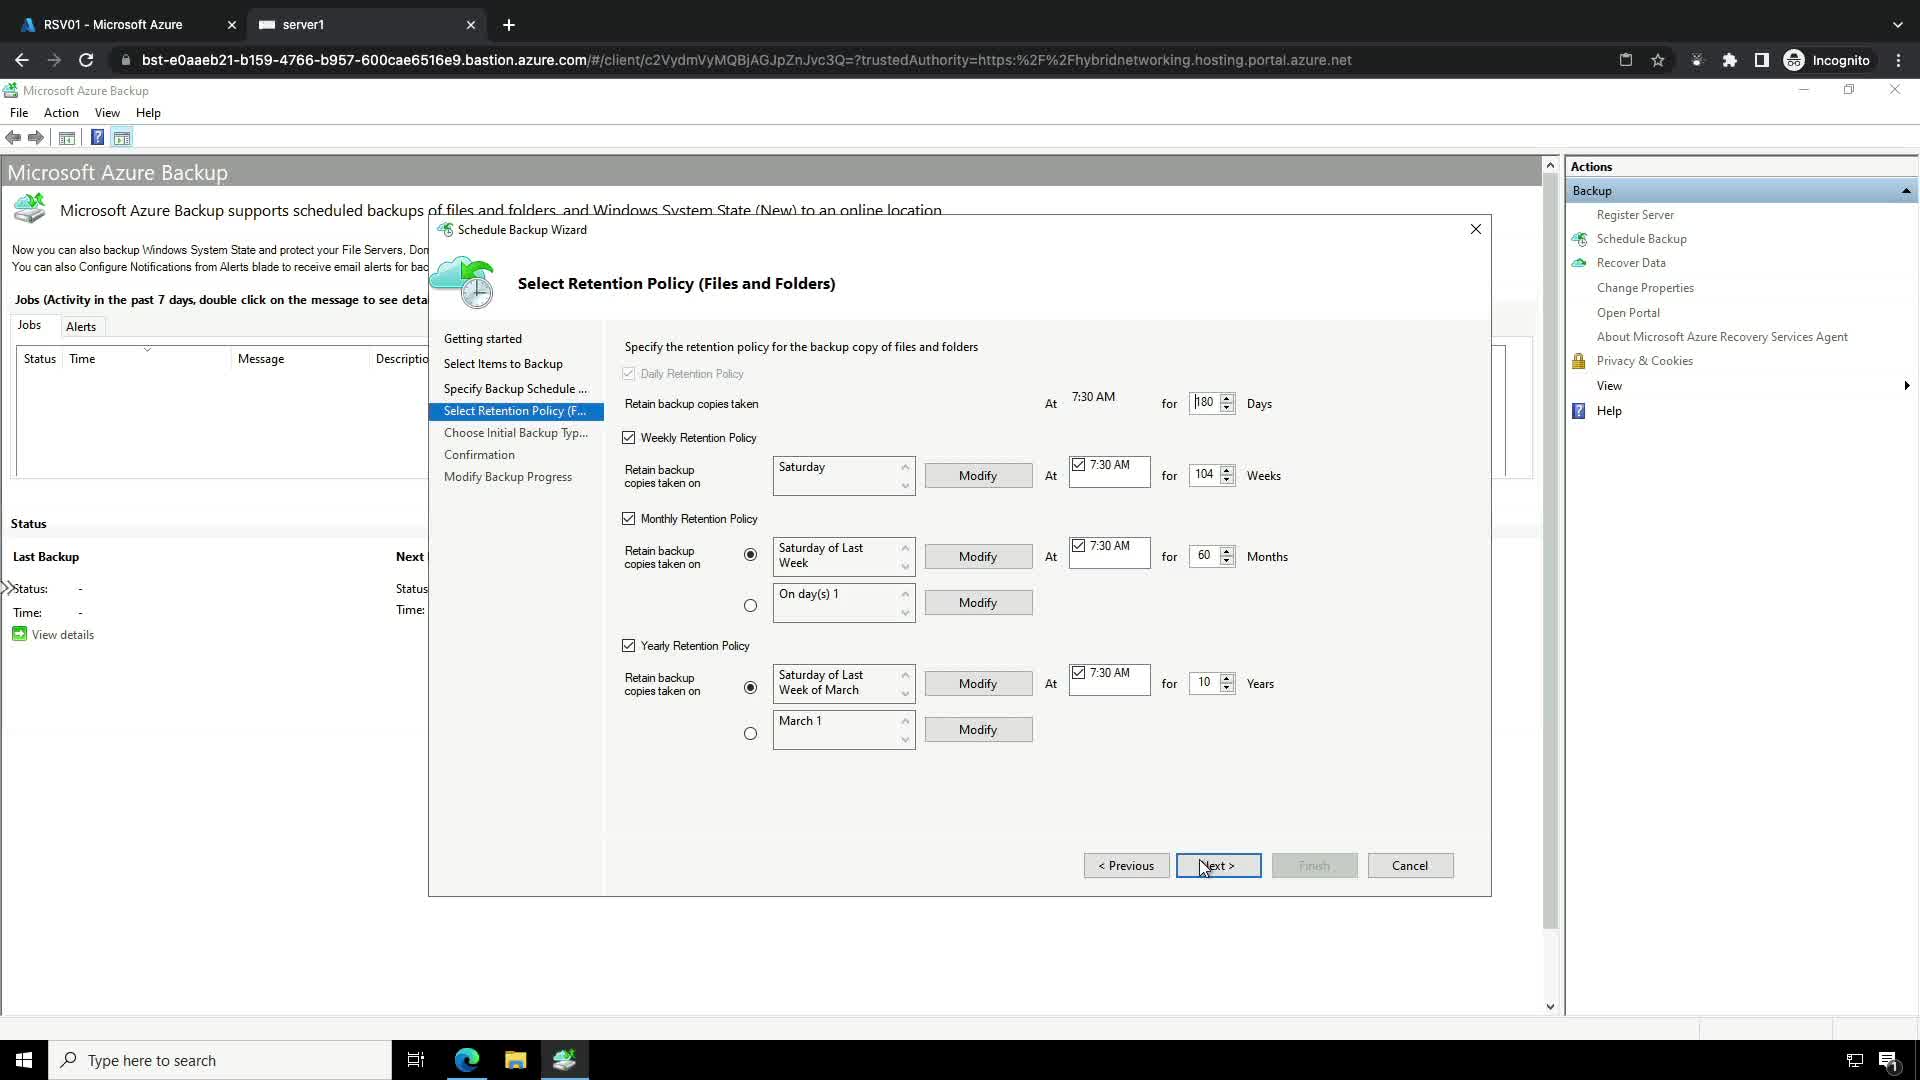 RSV01 - Microsoft Azure
server1
bst-e0aaeb21-b159-4766-b957-600cae6516e9.bastion.azure.com/#/client/c2VydmVyMQBjAGJpZnJvc3Q=?trustedAuthority=https:%2F%2Fhybridnetworking.hosting.portal.azure.net
Incognito
Microsoft Azure Backup
File Action View Help
Microsoft Azure Backup
Microsoft Azure Backup supports scheduled backups of files and folders, and Windows System State (New) to an online location
Now you can also backup Windows System State and protect your File Servers, Don
You can also Configure Notifications from Alerts blade to receive email alerts for bac
Jobs (Activity in the past 7 days, double click on the message to see detai
Jobs Alerts
Status Time Message Descriptio
Status
Last Backup Next
Status: - Status
Time: - Time:
View details
Schedule Backup Wizard
Select Retention Policy (Files and Folders)
Getting started
Select Items to Backup
Specify Backup Schedule ...
Select Retention Policy (F...
Choose Initial Backup Typ...
Confirmation
Modify Backup Progress
Specify the retention policy for the backup copy of files and folders
Daily Retention Policy
Retain backup copies taken At 7:30 AM for 180 Days
Weekly Retention Policy
Retain backup
copies taken on
Saturday
Modify At 7:30 AM for 104 Weeks
Monthly Retention Policy
Retain backup
copies taken on
Saturday of Last
Week
Modify At 7:30 AM for 60 Months
On day(s) 1
Modify
Yearly Retention Policy
Retain backup
copies taken on
Saturday of Last
Week of March
Modify At 7:30 AM for 10 Years
March 1
Modify
< Previous Next > Finish Cancel
Actions
Backup
Register Server
Schedule Backup
Recover Data
Change Properties
Open Portal
About Microsoft Azure Recovery Services Agent
Privacy & Cookies
View
Help
Type here to search
1